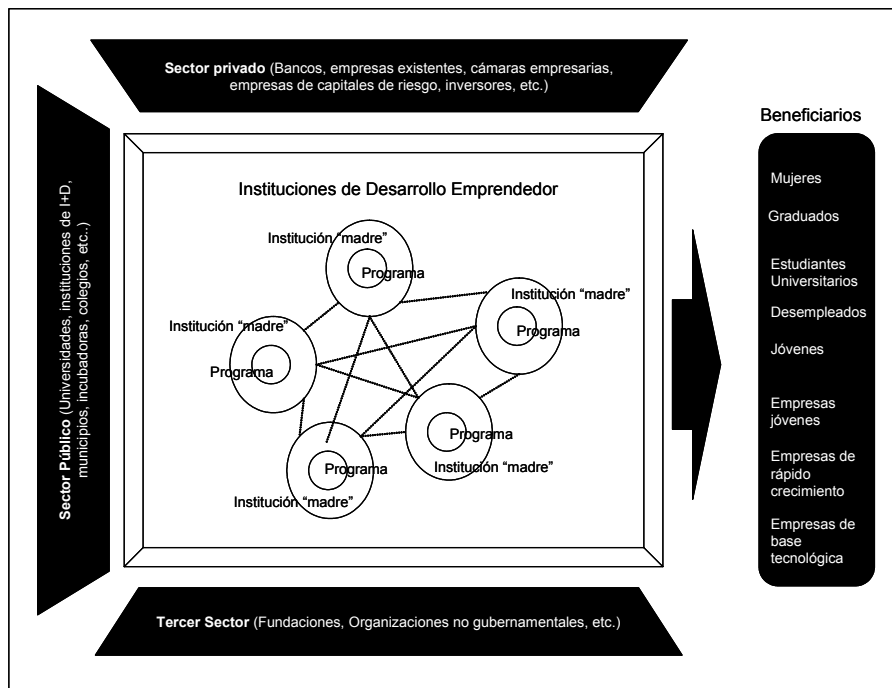 Sector privado (Bancos, empresas existentes, cámaras empresarias,
empresas de capitales de riesgo, inversores, etc.)
Sector Público (Universidades, instituciones de I+D,
municipios, incubadoras, colegios, etc..)
Instituciones de Desarrollo Emprendedor
Institución “madre”
Programa
Institución “madre”
Programa
Institución “madre”
Programa
Programa
Institución “madre”
Programa
Institución “madre”
Tercer Sector (Fundaciones, Organizaciones no gubernamentales, etc.)
Beneficiarios
Mujeres
Graduados
Estudiantes
Universitarios
Desempleados
Jóvenes
Empresas
jóvenes
Empresas de
rápido
crecimiento
Empresas de
base
tecnológica